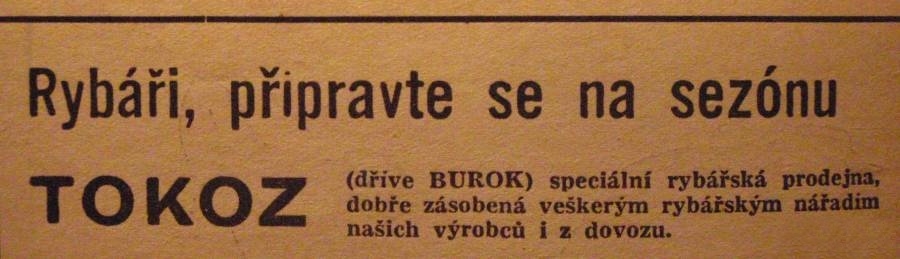 Rybáři, připravte se na sezónu
TOKOZ
(dříve BUROK) speciální rybářská prodejna,
dobře zásobená veškerým rybářským nářadím
našich výrobců i z dovozu.